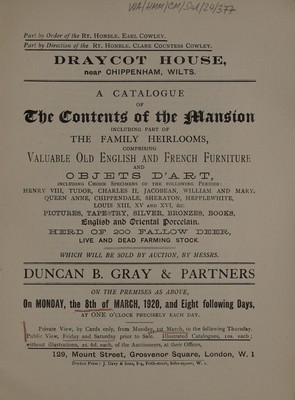 WA/HMM/CM/Sal/24/377
Part by Order of the Rt. Honble. Earl Cowley.
Part by Direction of the Rt. Honble. Clare Countess Cowley.
DRAYCOT HOUSE,
near CHIPPENHAM, WILTS.
A CATALOGUE
OF
The Contents of the Mansion
INCLUDING PART OF
THE FAMILY HEIRLOOMS,
COMPRISING
VALUABLE OLD ENGLISH AND FRENCH FURNITURE
AND
OBJETS D'ART,
INCLUDING CHOICE SPECIMENS OF THE FOLLOWING PERIODS:
HENRY VIII, TUDOR, CHARLES II, JACOBEAN, WILLIAM AND MARY,
QUEEN ANNE, CHIPPENDALE, SHERATON, HEPPLEWHITE,
LOUIS XIII, XV AND XVI, &c.
PICTURES, TAPESTRY, SILVER, BRONZES, BOOKS,
English and Oriental Porcelain.
HERD OF 200 FALLOW DEER,
LIVE AND DEAD FARMING STOCK.
WHICH WILL BE SOLD BY AUCTION, BY MESSRS.
DUNCAN B. GRAY & PARTNERS
ON THE PREMISES AS ABOVE,
On MONDAY, the 8th of MARCH, 1920, and Eight following Days,
AT ONE O'CLOCK PRECISELY EACH DAY.
Private View, by Cards only, from Monday, 1st March, to the following Thursday.
Public View, Friday and Saturday prior to Sale. Illustrated Catalogues, 10s. each;
without illustrations, 2s. 6d. each, of the Auctioneers, at their Offices,
129, Mount Street, Grosvenor Square, London, W. 1